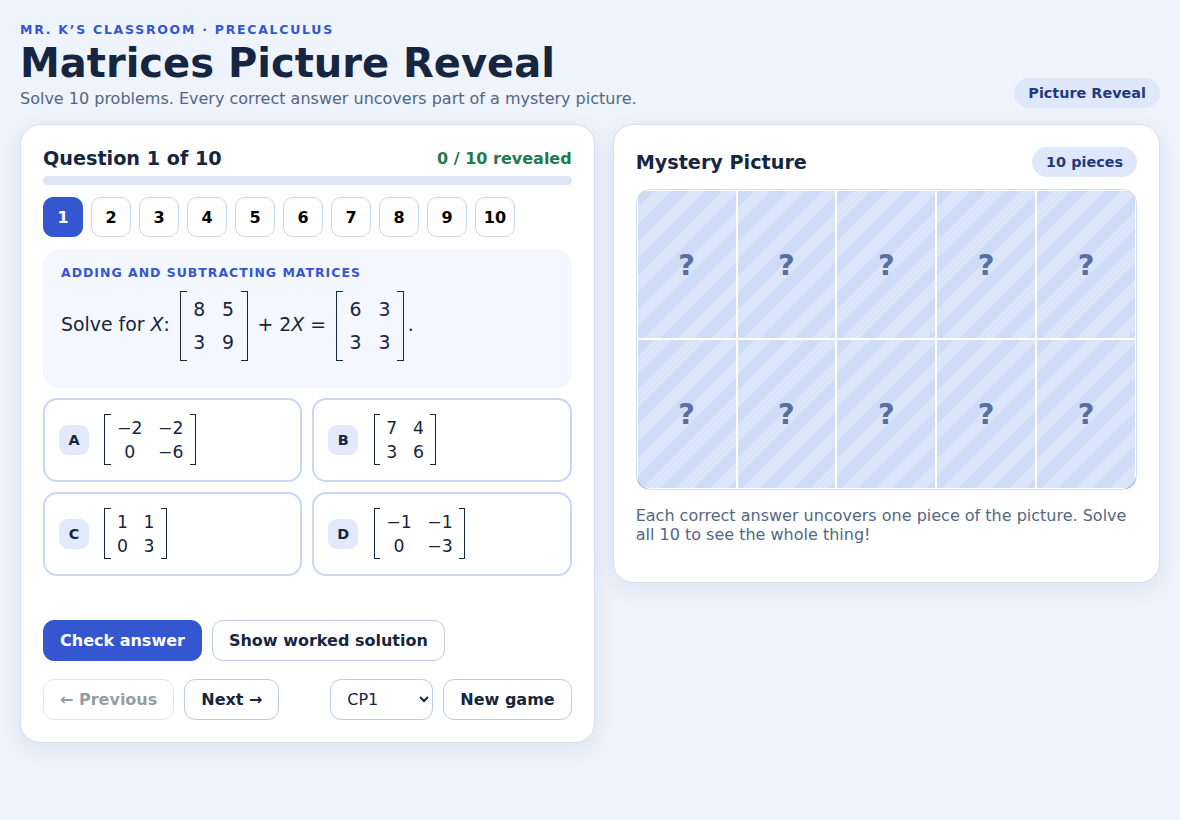 MR. K’S CLASSROOM · PRECALCULUS
Matrices Picture Reveal
Solve 10 problems. Every correct answer uncovers part of a mystery picture.
Picture Reveal
Question 1 of 10
0 / 10 revealed
1 2 3 4 5 6 7 8 9 10
ADDING AND SUBTRACTING MATRICES
Solve for X: [8 5; 3 9] + 2X = [6 3; 3 3].
A [−2 −2; 0 −6]
B [7 4; 3 6]
C [1 1; 0 3]
D [−1 −1; 0 −3]
Check answer
Show worked solution
← Previous
Next →
CP1
New game
Mystery Picture
10 pieces
? ? ? ? ?
? ? ? ? ?
Each correct answer uncovers one piece of the picture. Solve
all 10 to see the whole thing!